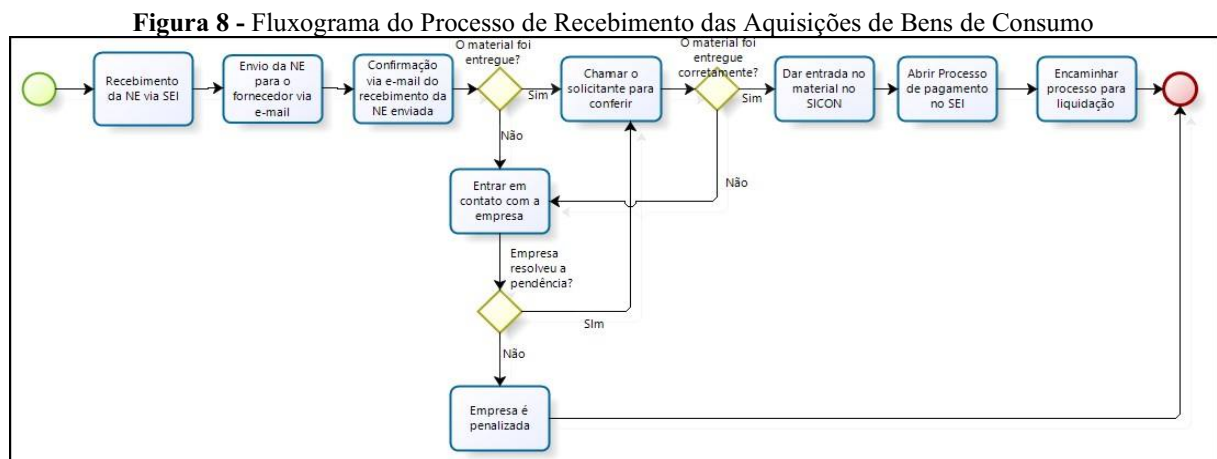 Figura 8 - Fluxograma do Processo de Recebimento das Aquisições de Bens de Consumo
O material foi
entregue?
O material foi
entregue
corretamente?
Recebimento
da NE via SEI
Envio da NE
para o
fornecedor via
e-mail
Confirmação
via e-mail do
recebimento da
NE enviada
Sim
Chamar o
solicitante para
conferir
Sim
Dar entrada no
material no
SICON
Abrir Processo
de pagamento
no SEI
Encaminhar
processo para
liquidação
Não
Não
Entrar em
contato com a
empresa
Empresa
resolveu a
pendência?
SIm
Não
Empresa é
penalizada